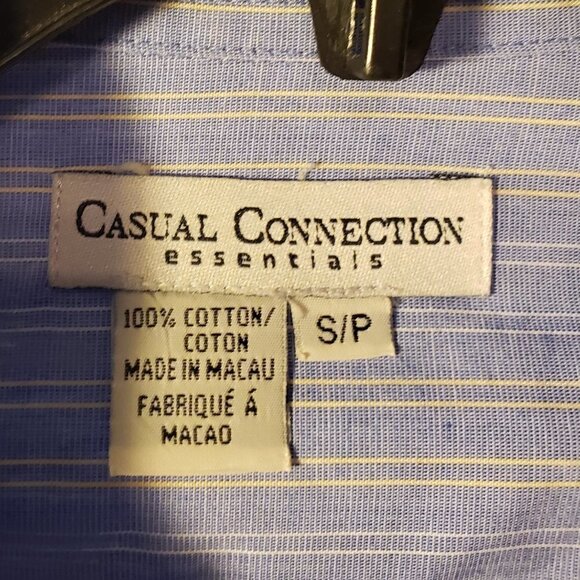 CASUAL CONNECTION
essentials
100% COTTON/
COTON
MADE IN MACAU
FABRIQUÉ Á
MACAO
S/P